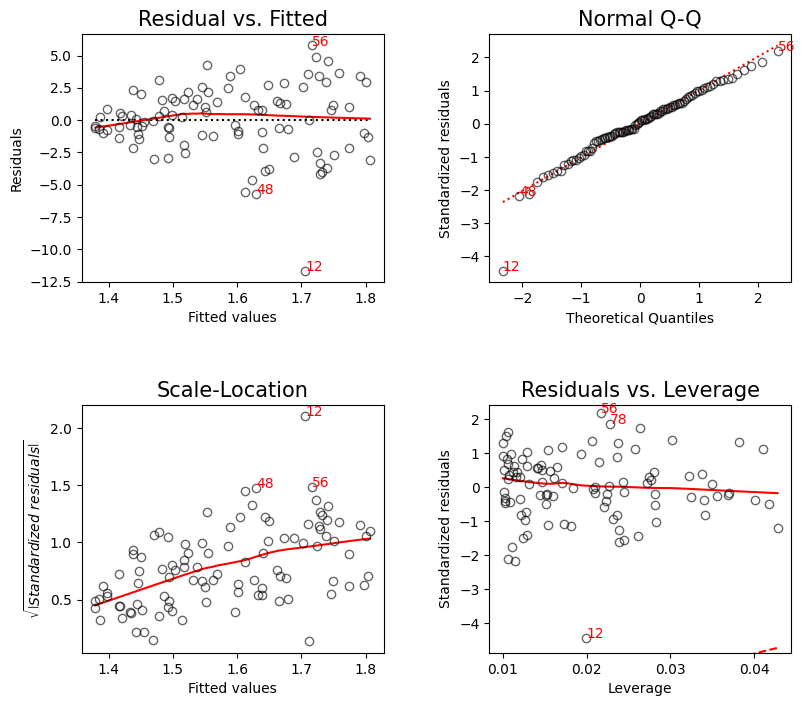 Residual vs. Fitted
5.0
2.5
0.0
−2.5
−5.0
−7.5
−10.0
−12.5
Residuals
56
48
12
1.4 1.5 1.6 1.7 1.8
Fitted values
Normal Q-Q
2
1
0
−1
−2
−3
−4
Standardized residuals
56
48
12
−2 −1 0 1 2
Theoretical Quantiles
Scale-Location
2.0
1.5
1.0
0.5
√|Standardized residuals|
12
48
56
1.4 1.5 1.6 1.7 1.8
Fitted values
Residuals vs. Leverage
2
1
0
−1
−2
−3
−4
Standardized residuals
56
78
12
0.01 0.02 0.03 0.04
Leverage